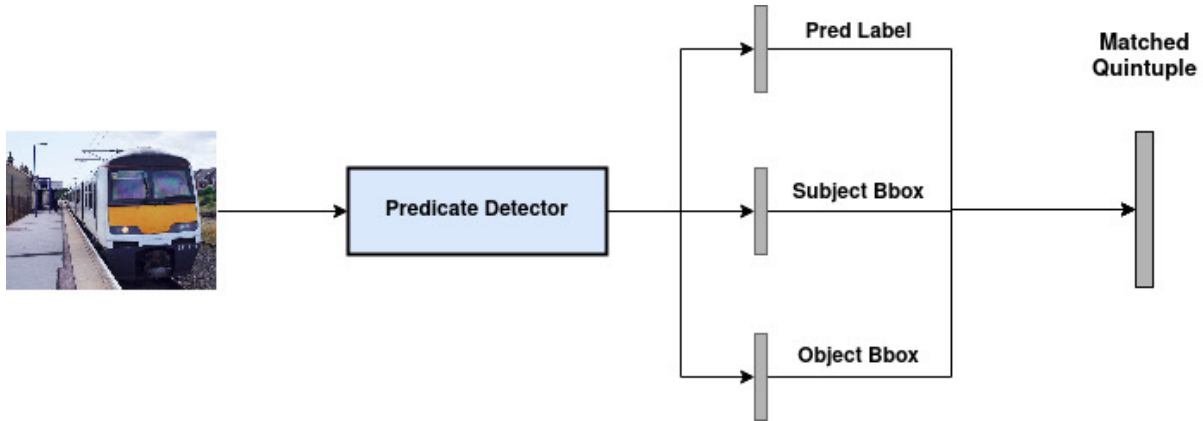 Pred Label
Matched
Quintuple
Predicate Detector
Subject Bbox
Object Bbox